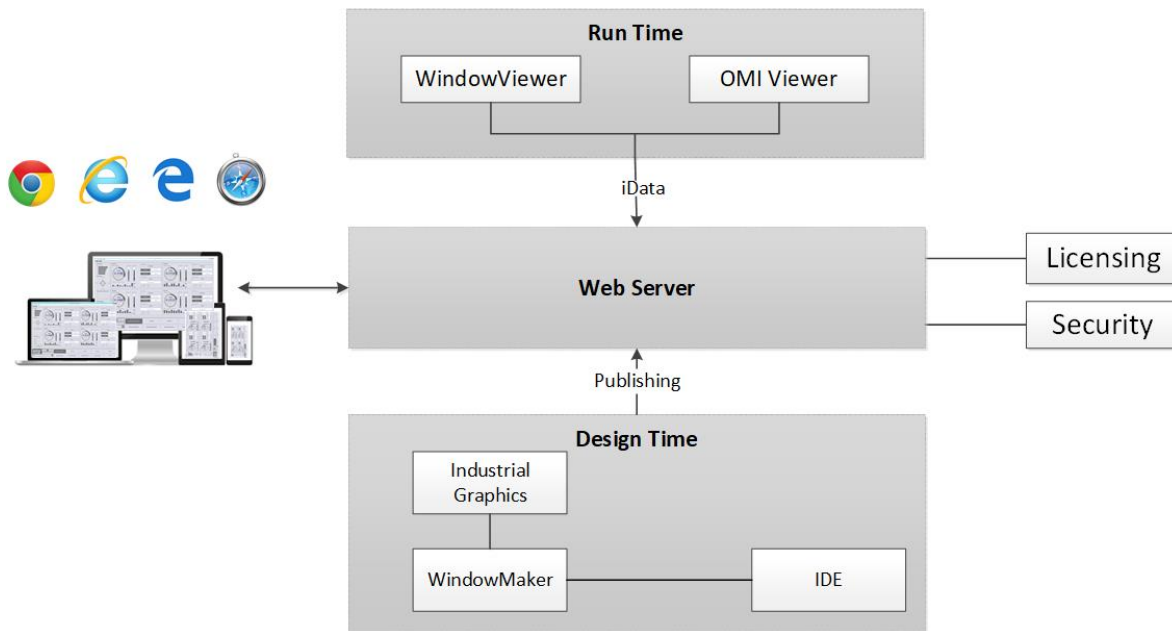 Run Time
WindowViewer
OMI Viewer
iData
Web Server
Licensing
Security
Publishing
Design Time
Industrial
Graphics
WindowMaker
IDE